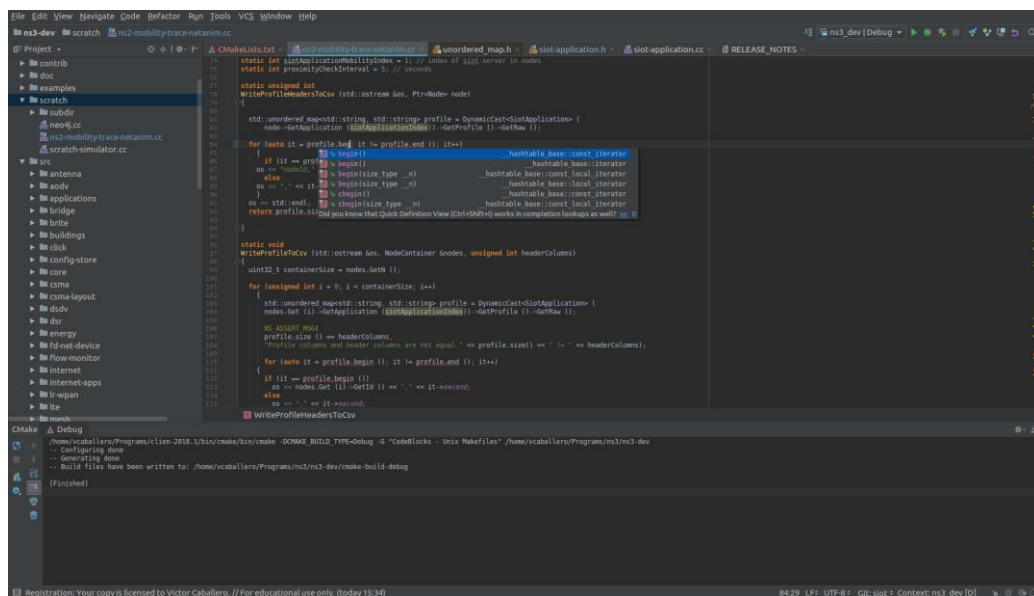 File Edit View Navigate Code Refactor Run Tools VCS Window Help
ns3-dev scratch ns2-mobility-trace-netanim.cc
ns3_dev | Debug
Project
CMakeLists.txt
ns2-mobility-trace-netanim.cc
unordered_map.h
siot-application.h
siot-application.cc
RELEASE_NOTES
contrib
doc
examples
scratch
subdir
neo4j.cc
ns2-mobility-trace-netanim.cc
scratch-simulator.cc
src
antenna
aodv
applications
bridge
brite
buildings
click
config-store
core
csma
csma-layout
dsdv
dsr
energy
fd-net-device
flow-monitor
internet
internet-apps
lr-wpan
lte
mesh
static int siotApplicationMobilityIndex = 1; // index of siot-server in nodes
static int proximityCheckInterval = 5; // seconds
static unsigned int
WriteProfileHeadersToCsv (std::ostream &os, Ptr<Node> node)
{
std::unordered_map<std::string, std::string> profile = DynamicCast<SiotApplication> (
node->GetApplication (siotApplicationIndex))->GetProfile ()->GetRaw ();
for (auto it = profile.beg; it != profile.end (); it++)
{
if (it == prof
os << "nodeId,"
else
os << "," << it-
}
os << std::endl;
return profile.siz
}
begin() __hashtable_base::const_iterator
begin() __hashtable_base::iterator
begin(size_type __n) __hashtable_base::const_local_iterator
begin(size_type __n) __hashtable_base::local_iterator
cbegin() __hashtable_base::const_iterator
cbegin(size_type __n) __hashtable_base::const_local_iterator
Did you know that Quick Definition View (Ctrl+Shift+I) works in completion lookups as well? >>
static void
WriteProfileToCsv (std::ostream &os, NodeContainer &nodes, unsigned int headerColumns)
{
uint32_t containerSize = nodes.GetN ();
for (unsigned int i = 0; i < containerSize; i++)
{
std::unordered_map<std::string, std::string> profile = DynamicCast<SiotApplication> (
nodes.Get (i)->GetApplication (siotApplicationIndex))->GetProfile ()->GetRaw ();
NS_ASSERT_MSG(
profile.size () == headerColumns,
"Profile columns and header columns are not equal " << profile.size() << " != " << headerColumns);
for (auto it = profile.begin (); it != profile.end (); it++)
{
if (it == profile.begin ())
os << nodes.Get (i)->GetId () << "," << it->second;
else
os << "," << it->second;
WriteProfileHeadersToCsv
CMake Debug
/home/vcaballero/Programs/clion-2018.1/bin/cmake/bin/cmake -DCMAKE_BUILD_TYPE=Debug -G "CodeBlocks - Unix Makefiles" /home/vcaballero/Programs/ns3/ns3-dev
-- Configuring done
-- Generating done
-- Build files have been written to: /home/vcaballero/Programs/ns3/ns3-dev/cmake-build-debug
[Finished]
Registration: Your copy is licensed to Victor Caballero. // For educational use only. (today 15:34)
84:29 LF: UTF-8: Git: siot: Context: ns3_dev [D]